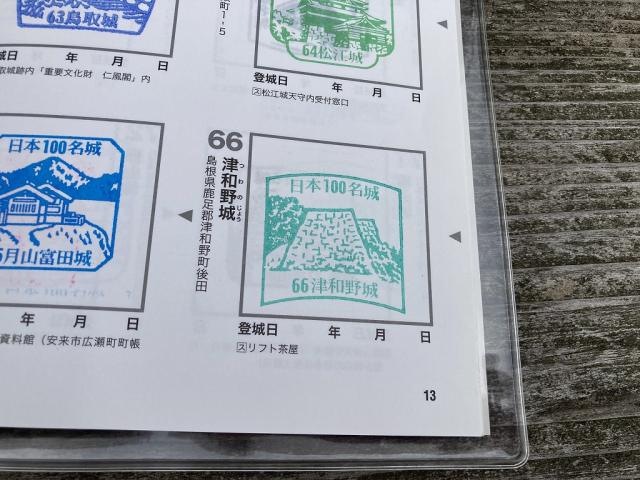 63鳥取城
登城日 年 月 日
取城跡内「重要文化財 仁風閣」内
町1-5
64松江城
登城日 年 月 日
ス松江城天守内受付窓口
日本100名城
月山富田城
年 月 日
資料館（安来市広瀬町町帳
66
津和野城
つわのじょう
島根県鹿足郡津和野町後田
日本100名城
66津和野城
登城日 年 月 日
スリフト茶屋
13